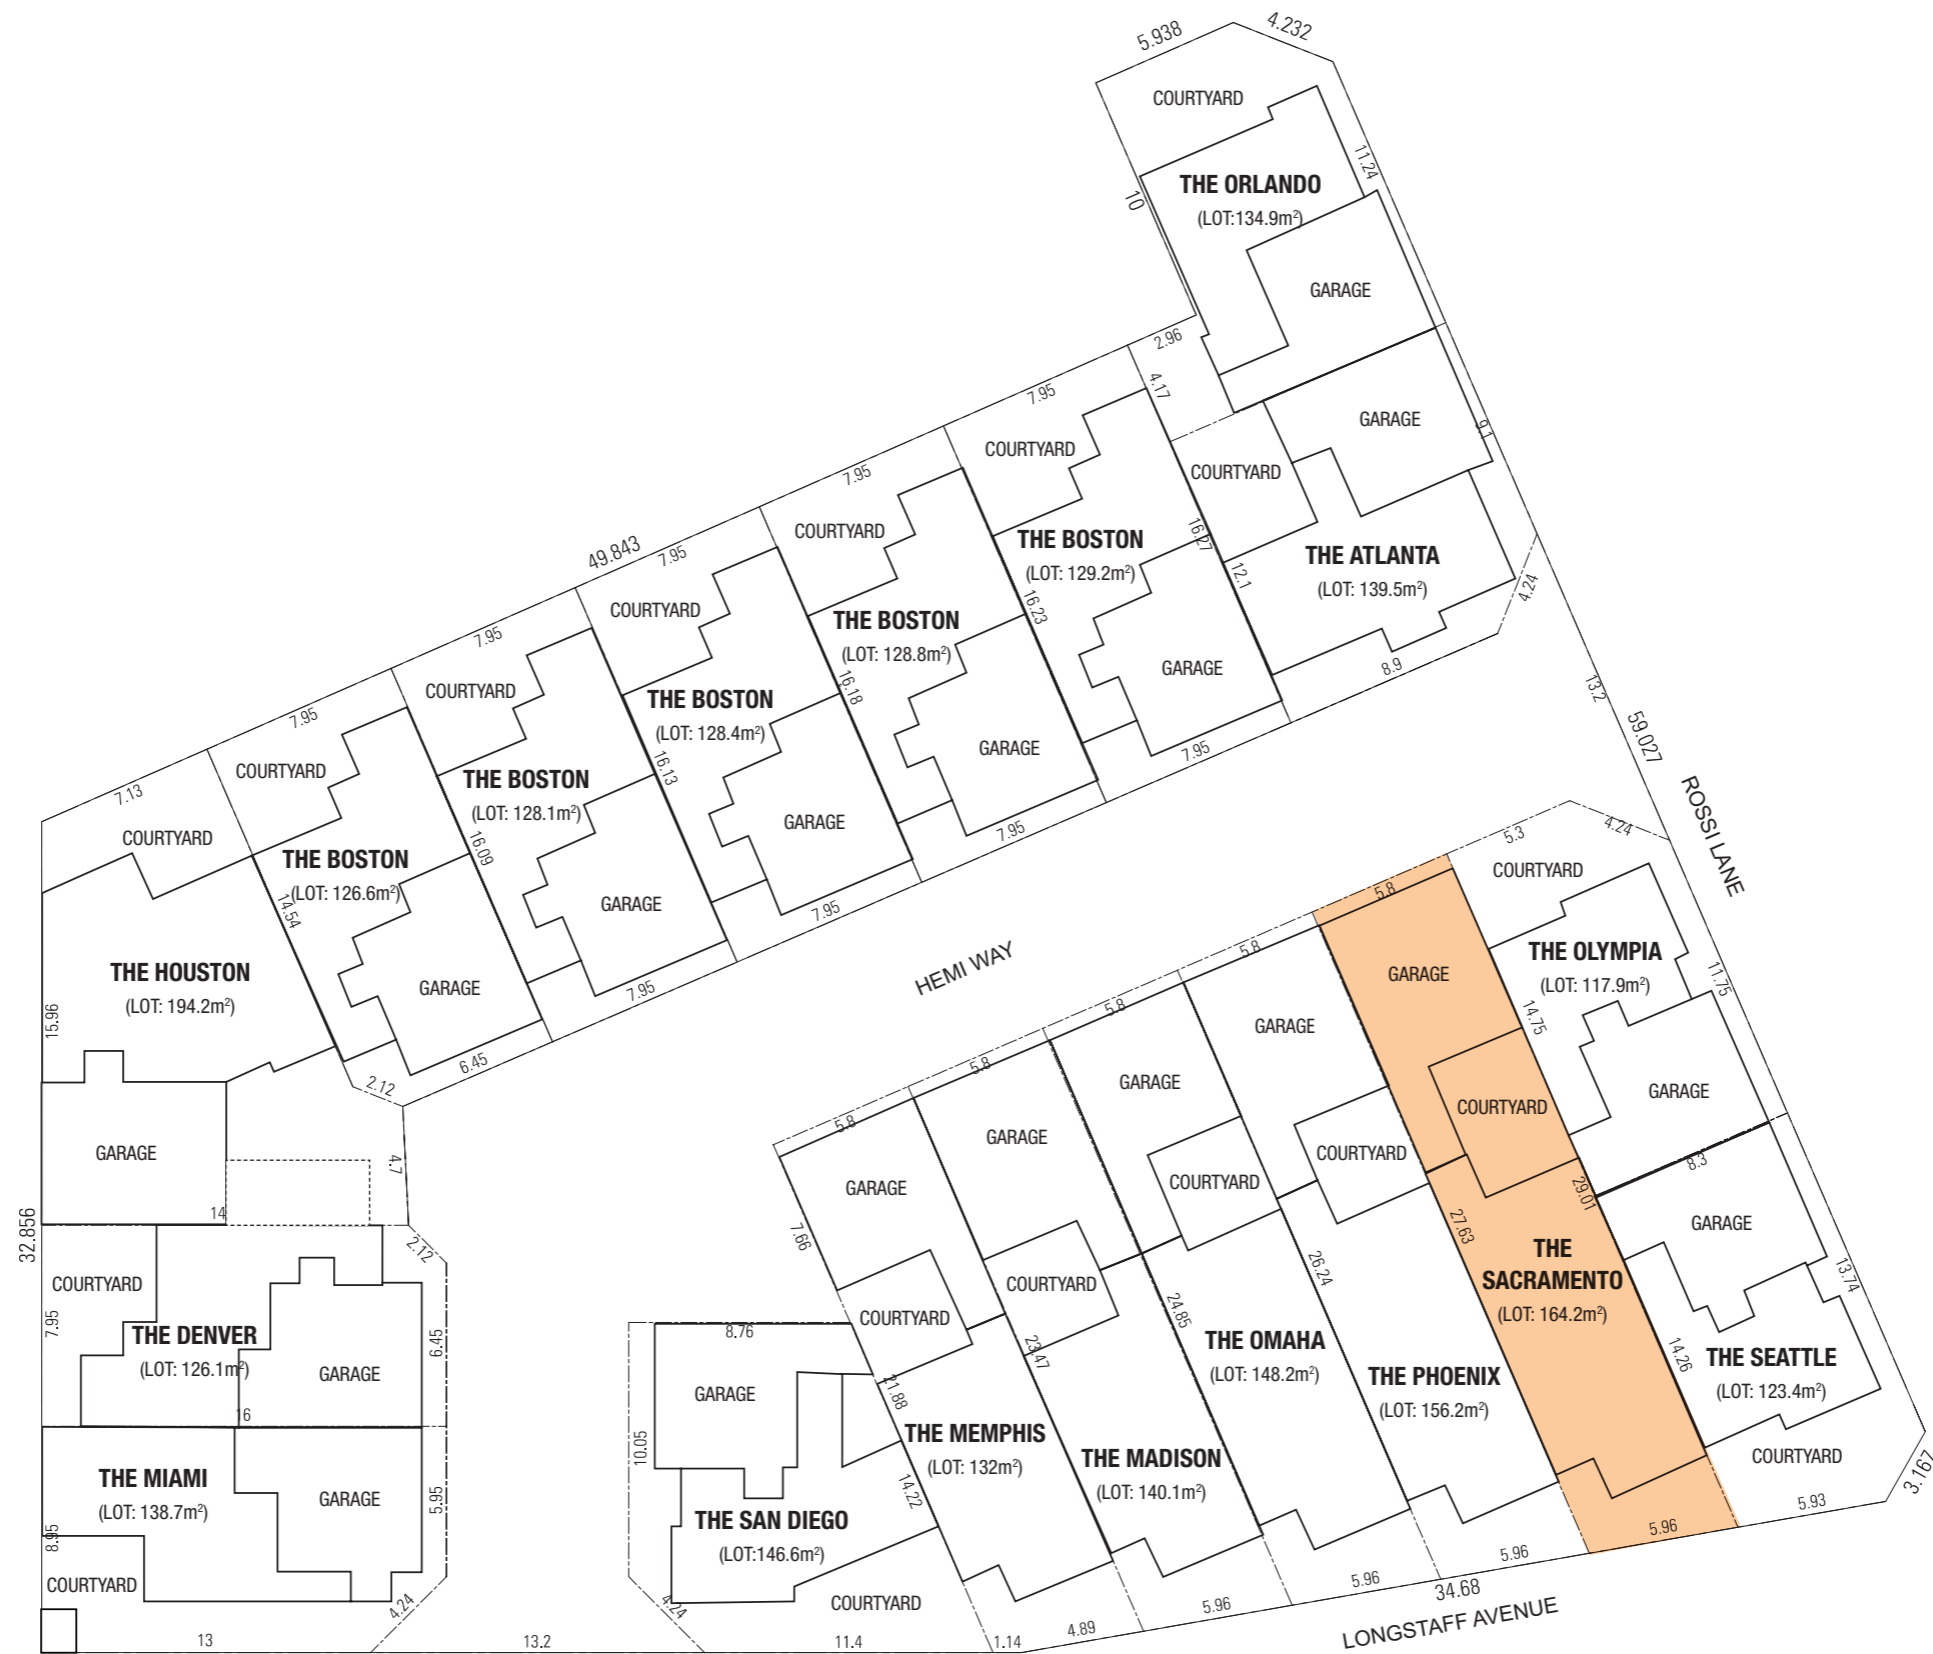 5.938
4.232
COURTYARD
11.24
THE ORLANDO
(LOT:134.9m²)
10
GARAGE
2.96
4.17
7.95
GARAGE
9.1
COURTYARD
COURTYARD
7.95
COURTYARD
16.27
THE BOSTON
(LOT: 129.2m²)
THE ATLANTA
(LOT: 139.5m²)
12.1
4.24
49.843
7.95
COURTYARD
16.23
THE BOSTON
(LOT: 128.8m²)
GARAGE
8.9
7.95
COURTYARD
16.18
THE BOSTON
(LOT: 128.4m²)
GARAGE
7.95
13.2
59.027
ROSSI LANE
7.95
COURTYARD
16.13
THE BOSTON
(LOT: 128.1m²)
GARAGE
7.95
7.13
COURTYARD
16.09
THE BOSTON
(LOT: 126.6m²)
14.54
GARAGE
7.95
GARAGE
7.95
6.45
2.12
THE HOUSTON
(LOT: 194.2m²)
15.96
HEMI WAY
5.3
4.24
COURTYARD
5.8
5.8
5.8
5.8
5.8
THE OLYMPIA
(LOT: 117.9m²)
11.75
14.75
GARAGE
GARAGE
GARAGE
GARAGE
GARAGE
GARAGE
COURTYARD
COURTYARD
COURTYARD
COURTYARD
COURTYARD
8.3
GARAGE
29.01
27.63
26.24
24.85
23.47
21.88
7.66
GARAGE
4.7
14
32.856
2.12
COURTYARD
7.95
THE DENVER
(LOT: 126.1m²)
GARAGE
6.45
16
THE
SACRAMENTO
(LOT: 164.2m²)
13.74
14.26
THE SEATTLE
(LOT: 123.4m²)
COURTYARD
THE OMAHA
(LOT: 148.2m²)
THE PHOENIX
(LOT: 156.2m²)
THE MEMPHIS
(LOT: 132m²)
THE MADISON
(LOT: 140.1m²)
8.76
GARAGE
10.05
14.22
THE SAN DIEGO
(LOT:146.6m²)
COURTYARD
4.24
THE MIAMI
(LOT: 138.7m²)
GARAGE
5.95
8.95
COURTYARD
4.24
13
13.2
11.4
1.14
4.89
5.96
5.96
5.96
5.96
5.93
3.167
34.68
LONGSTAFF AVENUE